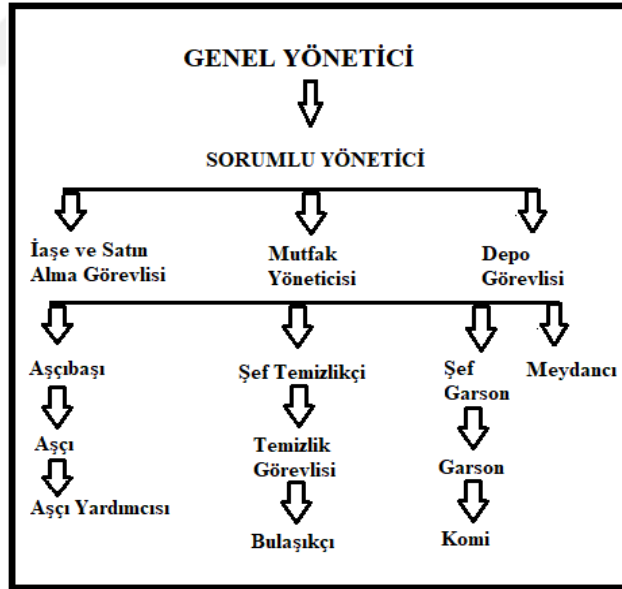 GENEL YÖNETİCİ
SORUMLU YÖNETİCİ
İaşe ve Satın
Alma Görevlisi
Mutfak
Yöneticisi
Depo
Görevlisi
Aşçıbaşı
Şef Temizlikçi
Şef
Garson
Meydancı
Aşçı
Temizlik
Görevlisi
Garson
Aşçı Yardımcısı
Bulaşıkçı
Komi